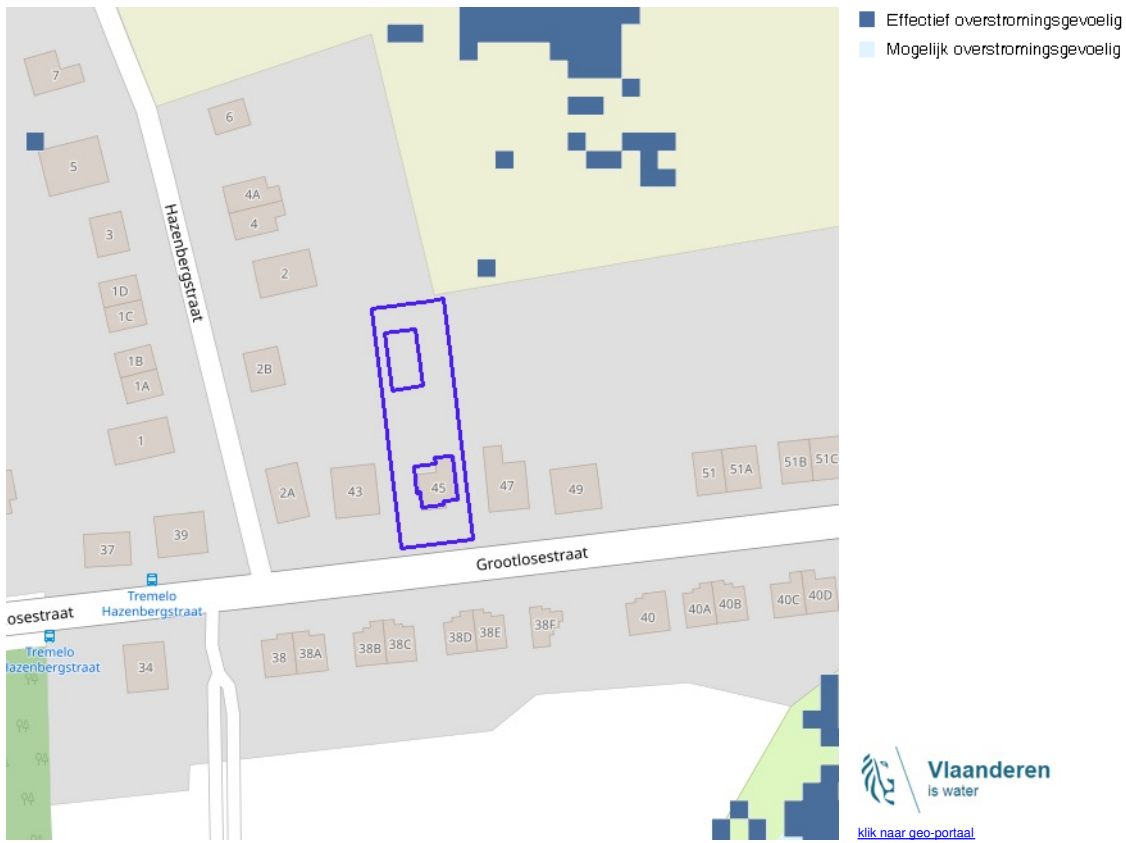 Effectief overstromingsgevoelig
Mogelijk overstromingsgevoelig
7
6
5
4A
4
3
Hazenbergstraat
2
1D
1C
1B
1A
2B
1
2A
43
45
47
49
51
51A
51B
51C
37
39
Grootlosestraat
Tremelo
Hazenbergstraat
osestraat
Tremelo
Hazenbergstraat
34
38
38A
38B
38C
38D
38E
38F
40
40A
40B
40C
40D
Vlaanderen
is water
klik naar geo-portaal